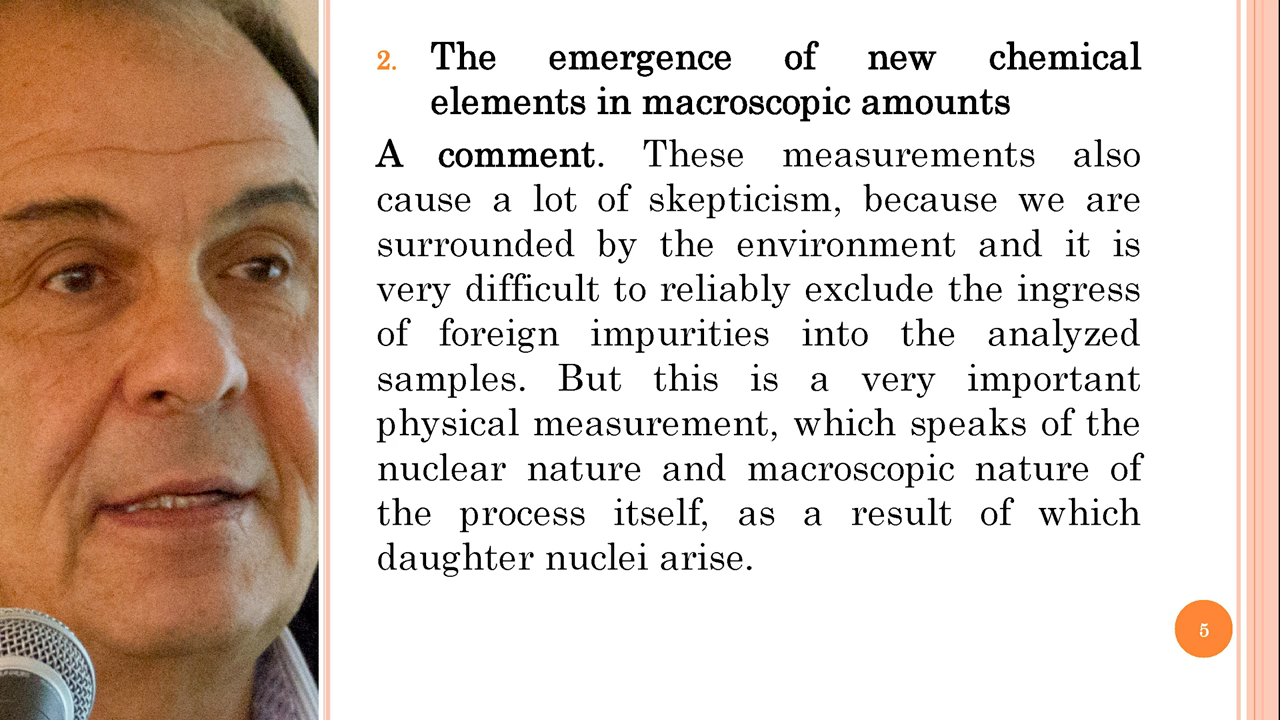 2. The emergence of new chemical
elements in macroscopic amounts
A comment. These measurements also
cause a lot of skepticism, because we are
surrounded by the environment and it is
very difficult to reliably exclude the ingress
of foreign impurities into the analyzed
samples. But this is a very important
physical measurement, which speaks of the
nuclear nature and macroscopic nature of
the process itself, as a result of which
daughter nuclei arise.
5